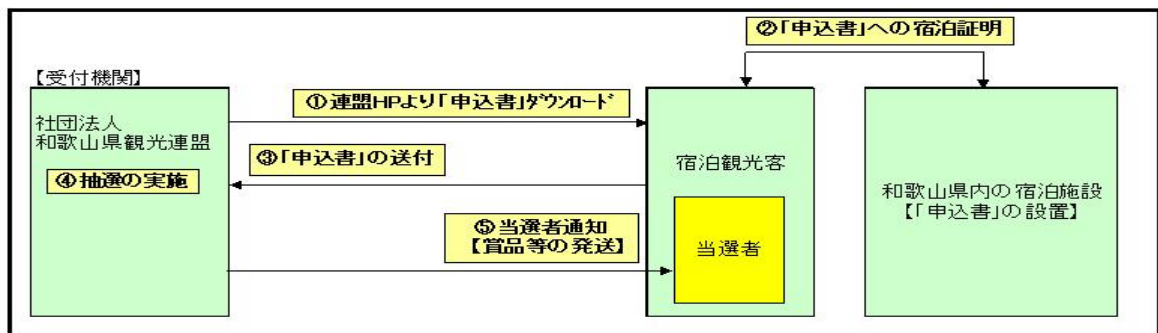 ②「申込書」への宿泊証明
【受付機関】
①連盟HPより「申込書」ﾀﾞｳﾝﾛｰﾄﾞ
社団法人
和歌山県観光連盟
③「申込書」の送付
④抽選の実施
宿泊観光客
和歌山県内の宿泊施設
【「申込書」の設置】
⑤当選者通知
【賞品等の発送】
当選者